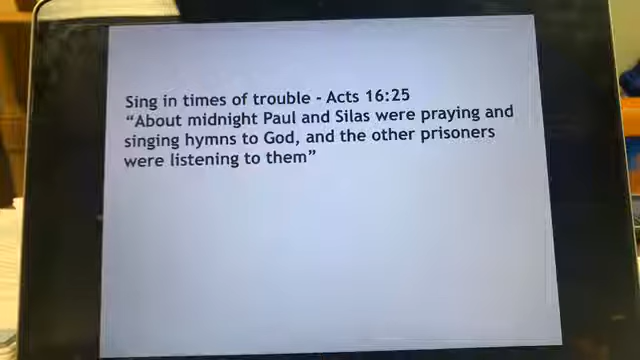 Sing in times of trouble - Acts 16:25
“About midnight Paul and Silas were praying and
singing hymns to God, and the other prisoners
were listening to them”